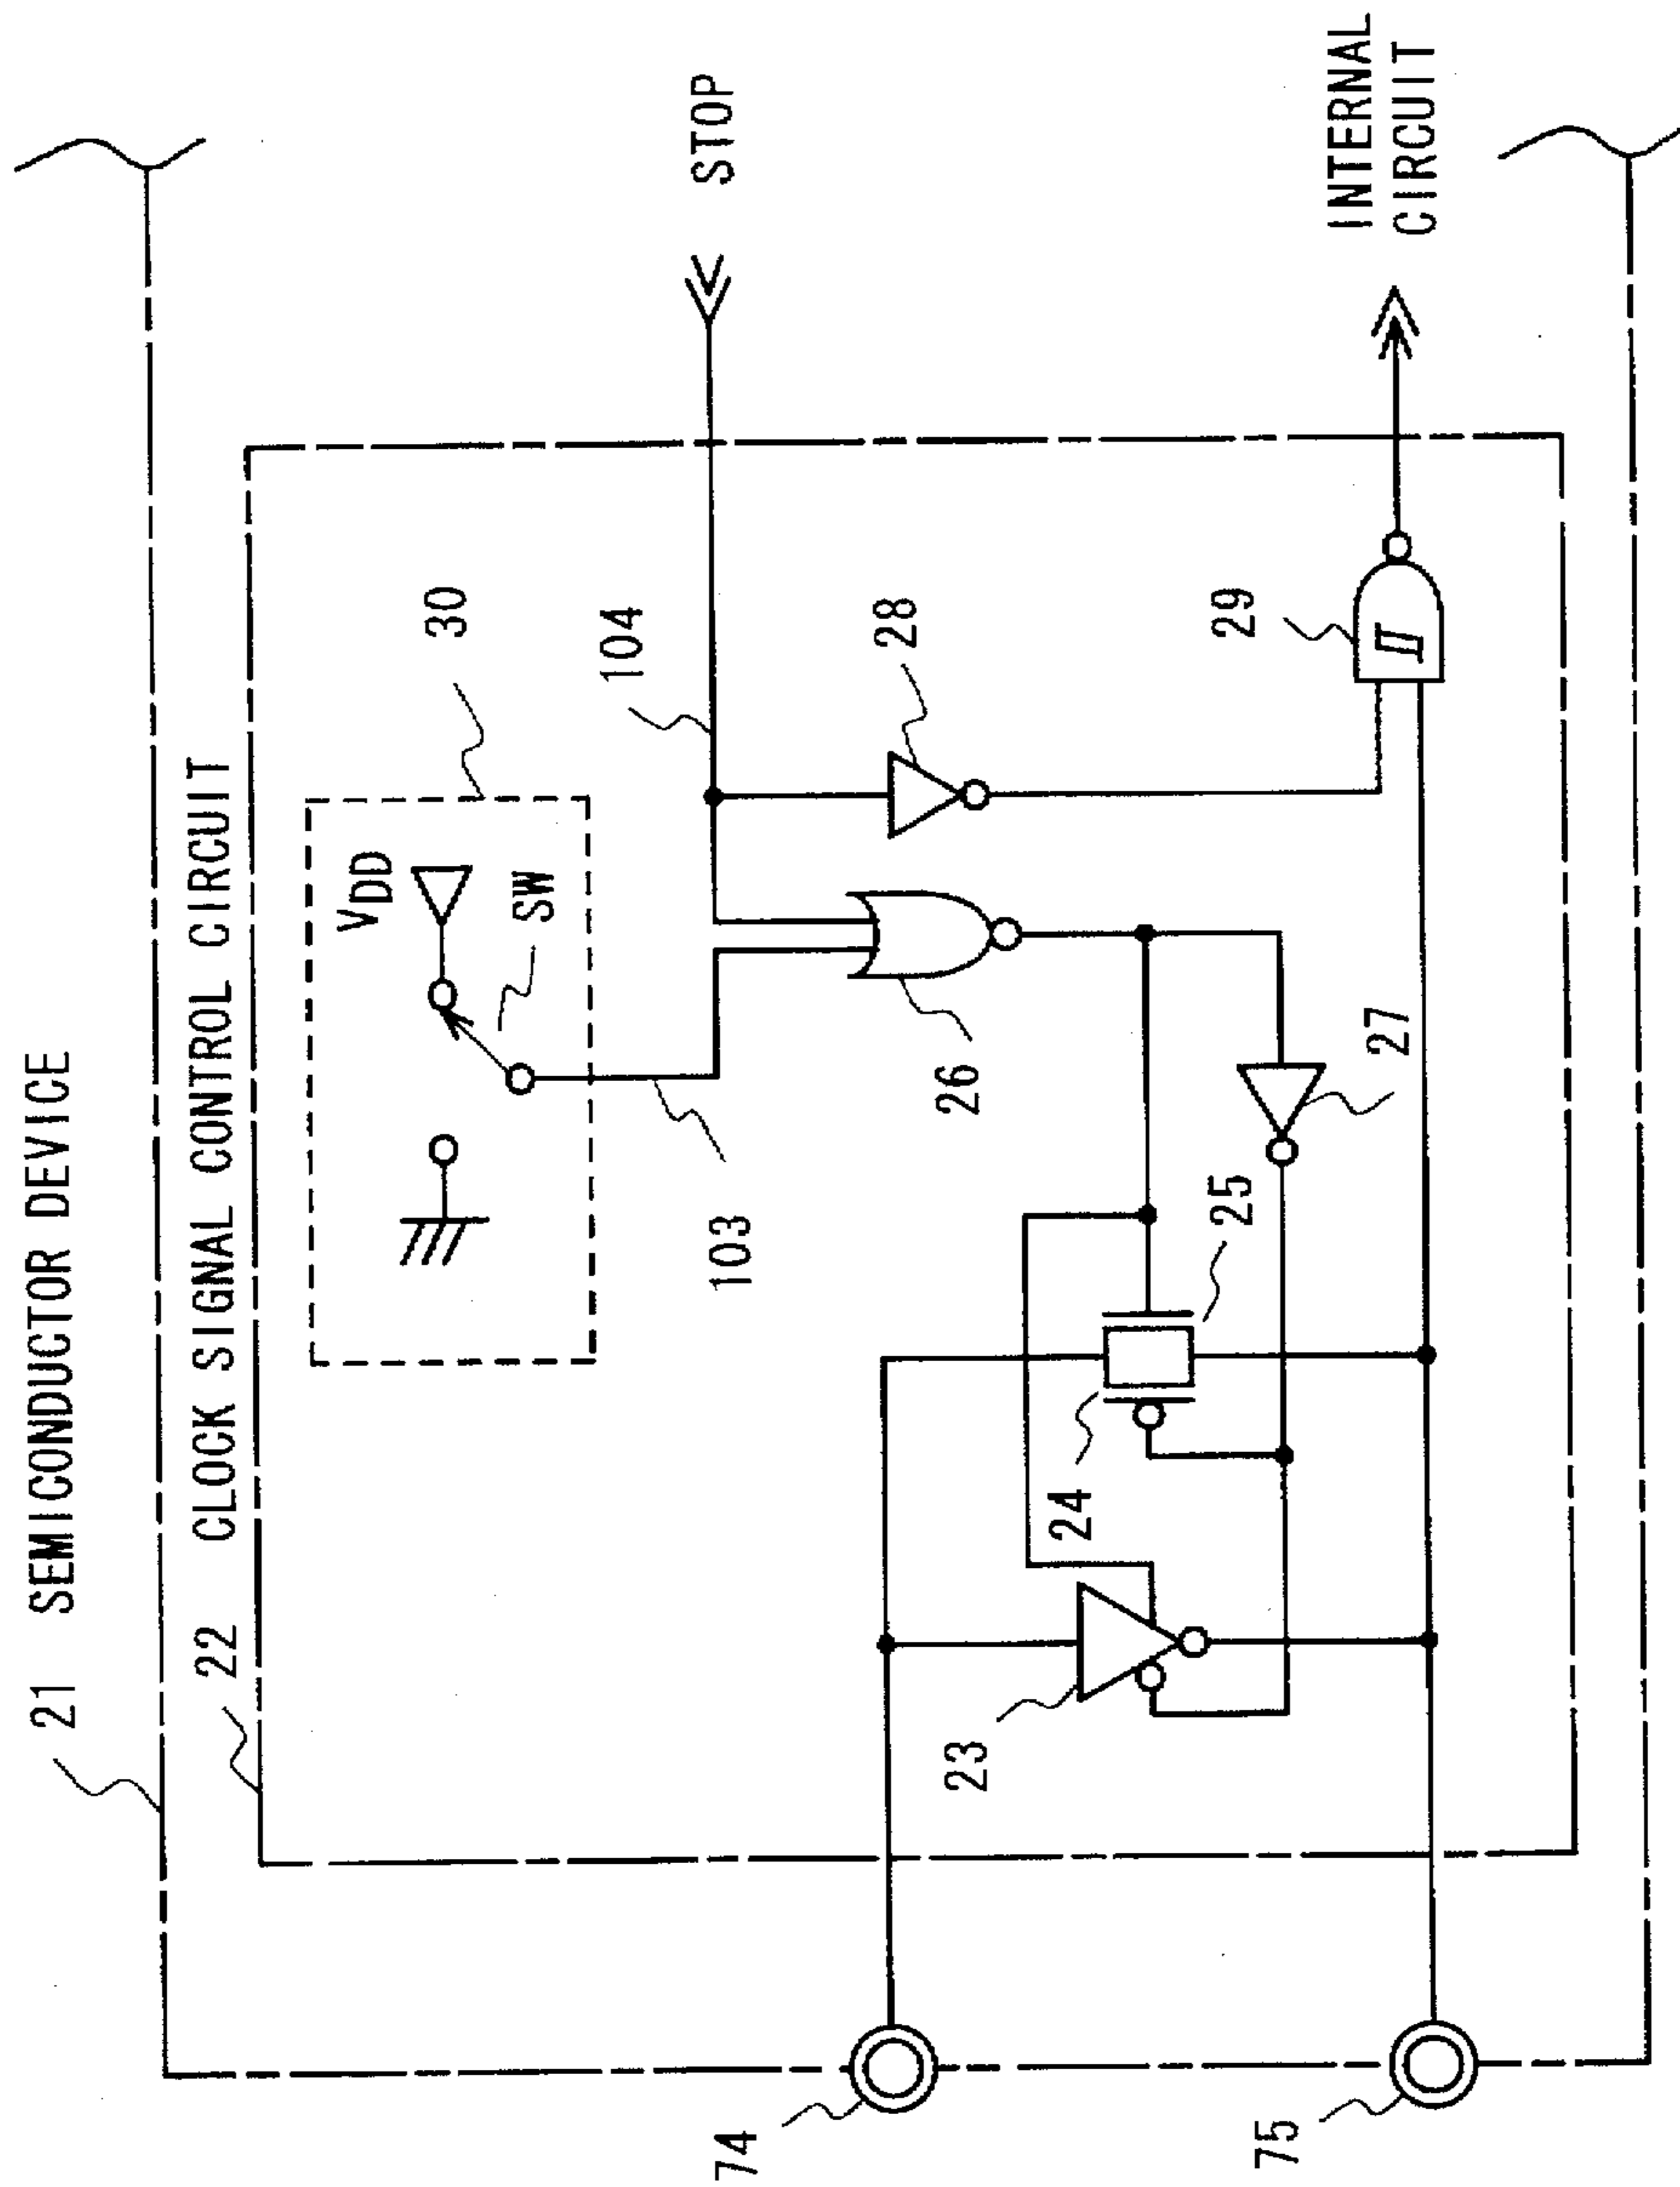 21 SEMICONDUCTOR DEVICE
22 CLOCK SIGNAL CONTROL CIRCUIT
30
VDD
SW
103
104
STOP
28
26
23
24
25
27
29
INTERNAL
CIRCUIT
74
75